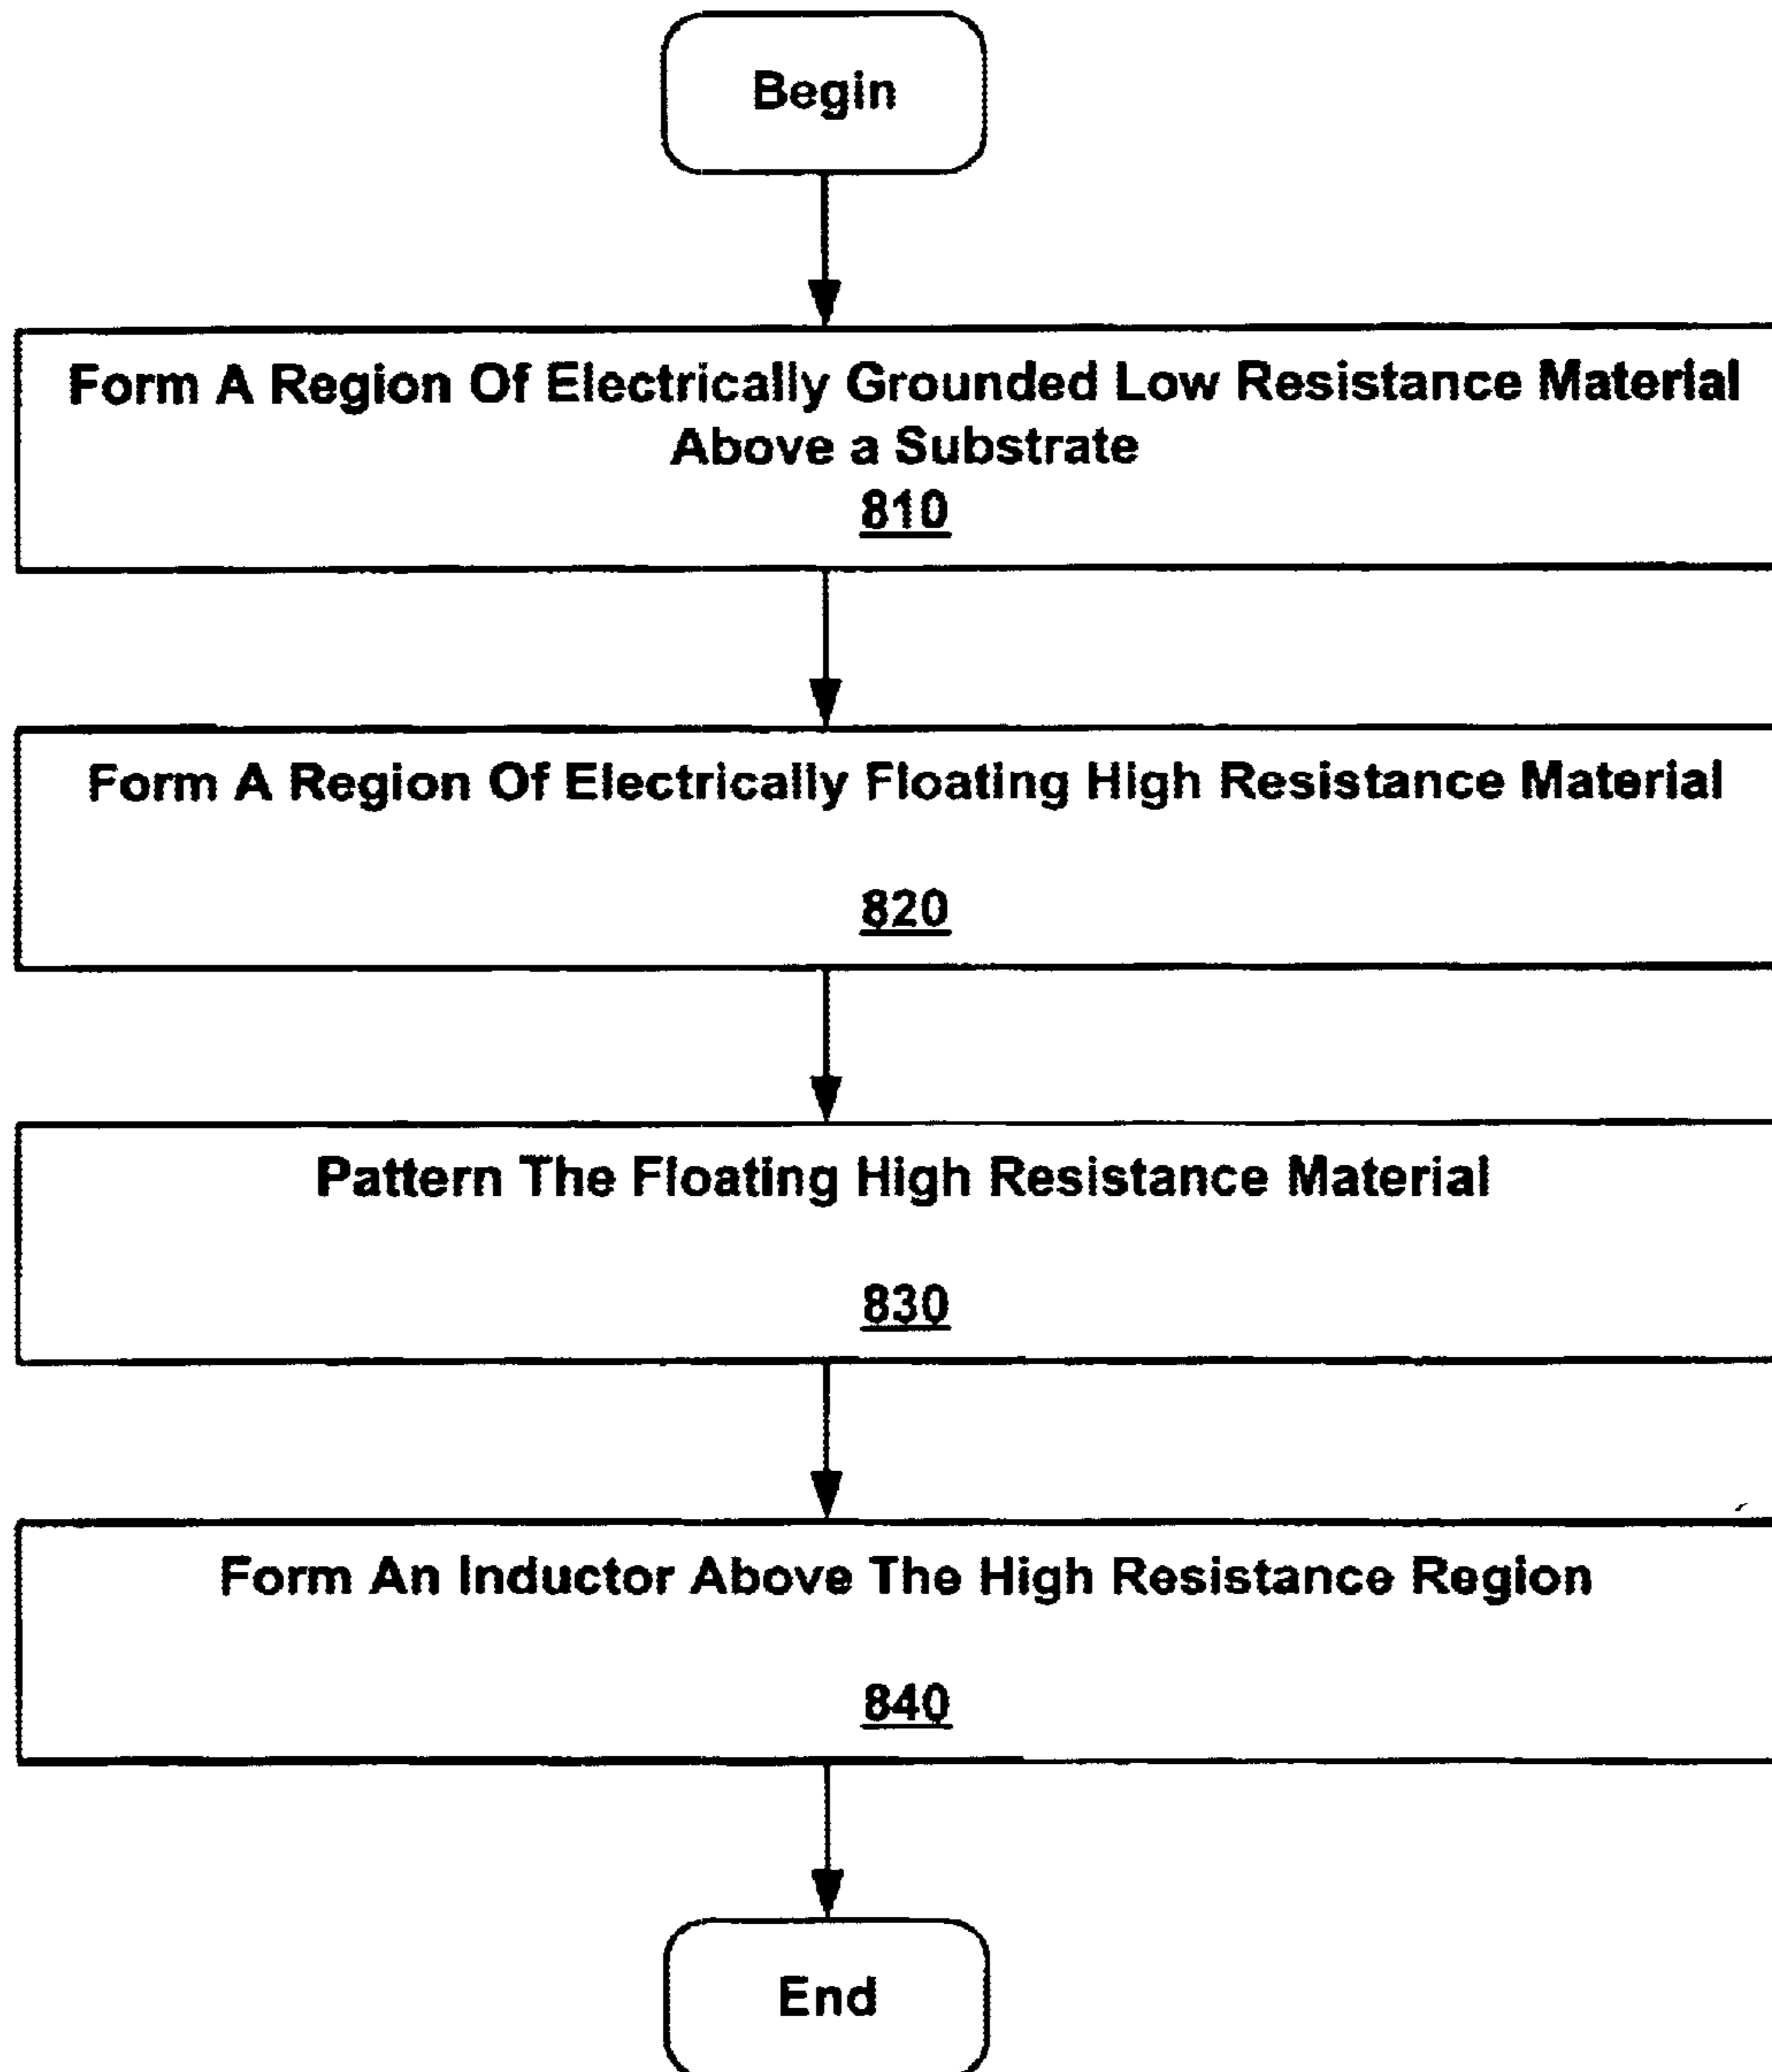 Begin
Form A Region Of Electrically Grounded Low Resistance Material
Above a Substrate
810
Form A Region Of Electrically Floating High Resistance Material
820
Pattern The Floating High Resistance Material
830
Form An Inductor Above The High Resistance Region
840
End